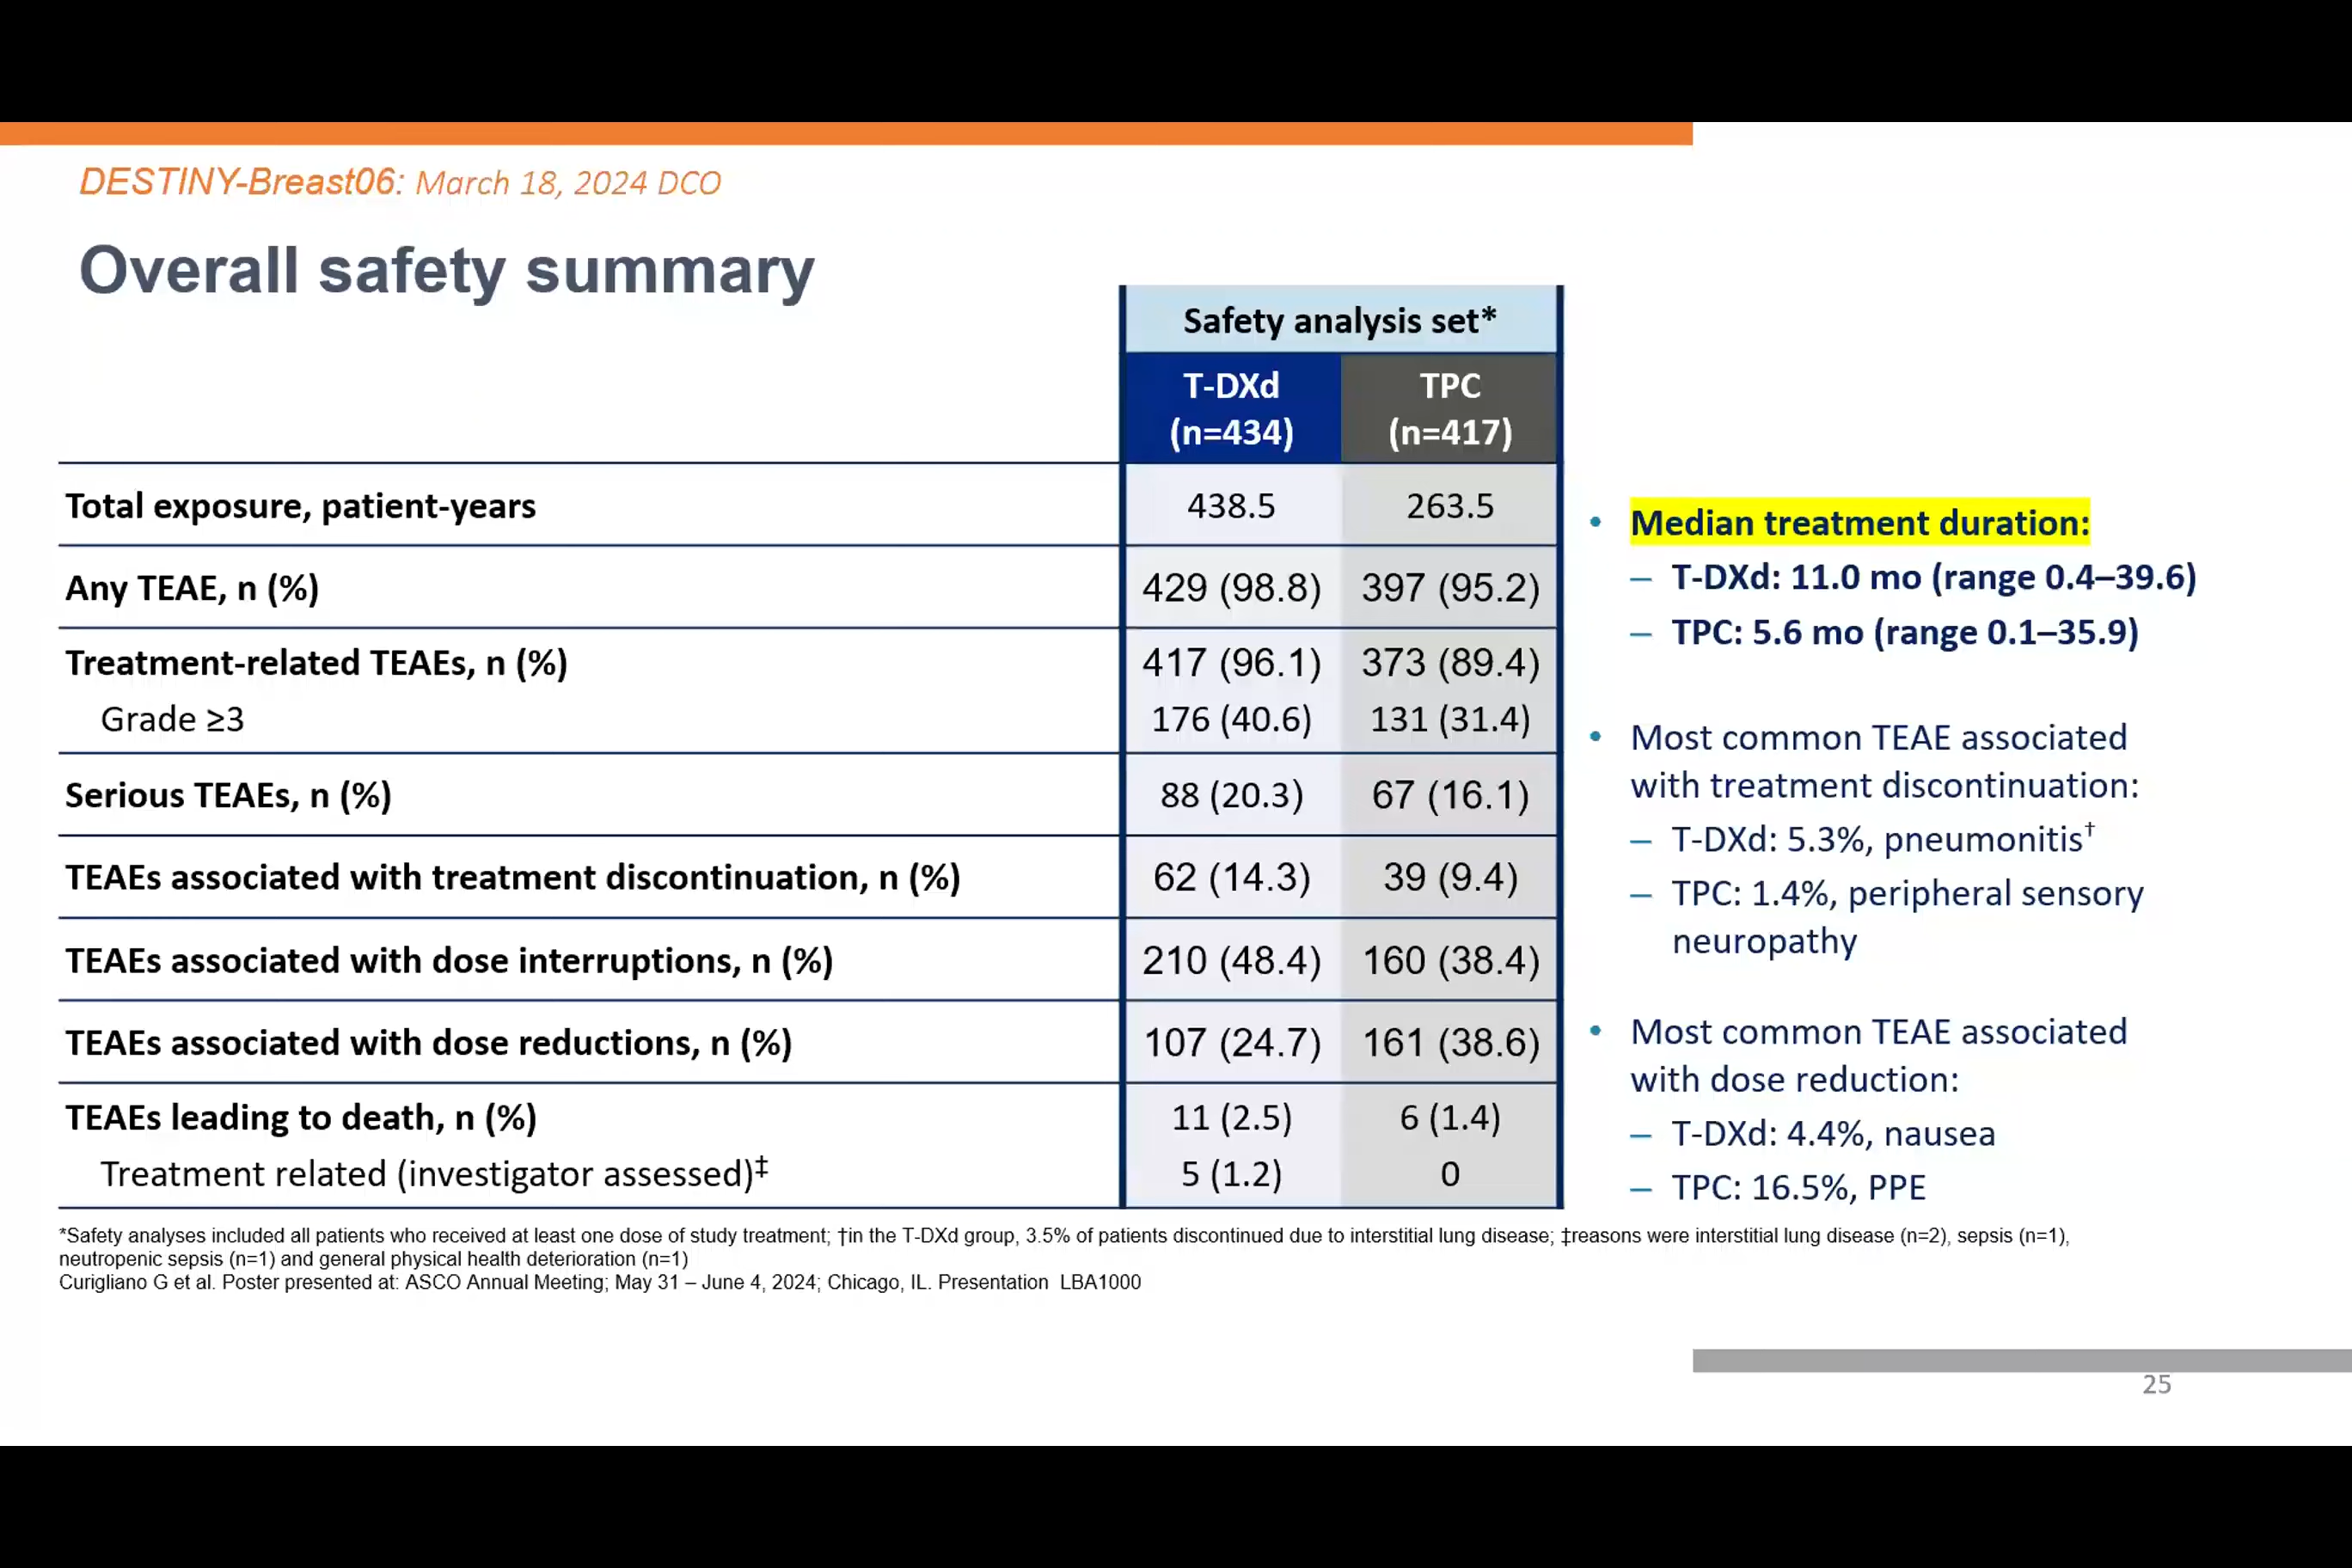 DESTINY-Breast06: March 18, 2024 DCO
Overall safety summary
Safety analysis set*
T-DXd TPC
(n=434) (n=417)
Total exposure, patient-years 438.5 263.5
Any TEAE, n (%) 429 (98.8) 397 (95.2)
Treatment-related TEAEs, n (%) 417 (96.1) 373 (89.4)
Grade ≥3 176 (40.6) 131 (31.4)
Serious TEAEs, n (%) 88 (20.3) 67 (16.1)
TEAEs associated with treatment discontinuation, n (%) 62 (14.3) 39 (9.4)
TEAEs associated with dose interruptions, n (%) 210 (48.4) 160 (38.4)
TEAEs associated with dose reductions, n (%) 107 (24.7) 161 (38.6)
TEAEs leading to death, n (%) 11 (2.5) 6 (1.4)
Treatment related (investigator assessed)‡ 5 (1.2) 0
• Median treatment duration:
– T-DXd: 11.0 mo (range 0.4–39.6)
– TPC: 5.6 mo (range 0.1–35.9)
• Most common TEAE associated
with treatment discontinuation:
– T-DXd: 5.3%, pneumonitis†
– TPC: 1.4%, peripheral sensory
neuropathy
• Most common TEAE associated
with dose reduction:
– T-DXd: 4.4%, nausea
– TPC: 16.5%, PPE
*Safety analyses included all patients who received at least one dose of study treatment; †in the T-DXd group, 3.5% of patients discontinued due to interstitial lung disease; ‡reasons were interstitial lung disease (n=2), sepsis (n=1),
neutropenic sepsis (n=1) and general physical health deterioration (n=1)
Curigliano G et al. Poster presented at: ASCO Annual Meeting; May 31 – June 4, 2024; Chicago, IL. Presentation LBA1000
25